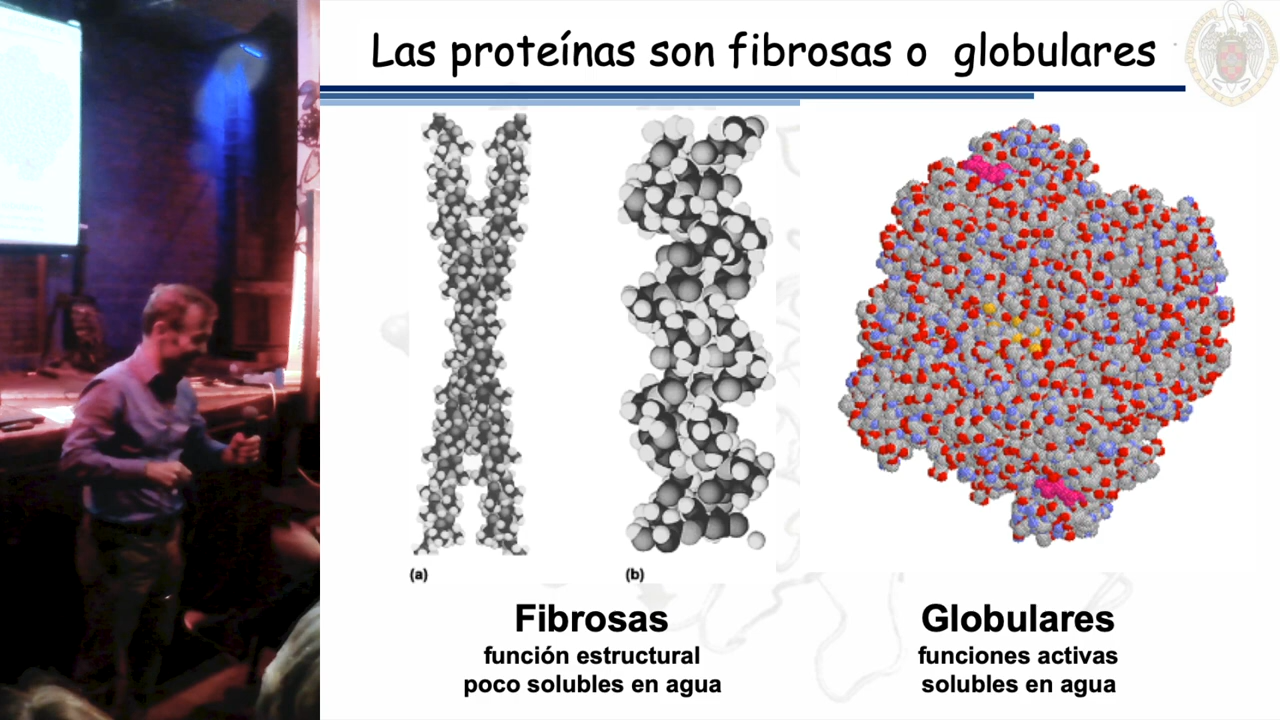 Las proteínas son fibrosas o globulares
(a)
(b)
Fibrosas
función estructural
poco solubles en agua
Globulares
funciones activas
solubles en agua